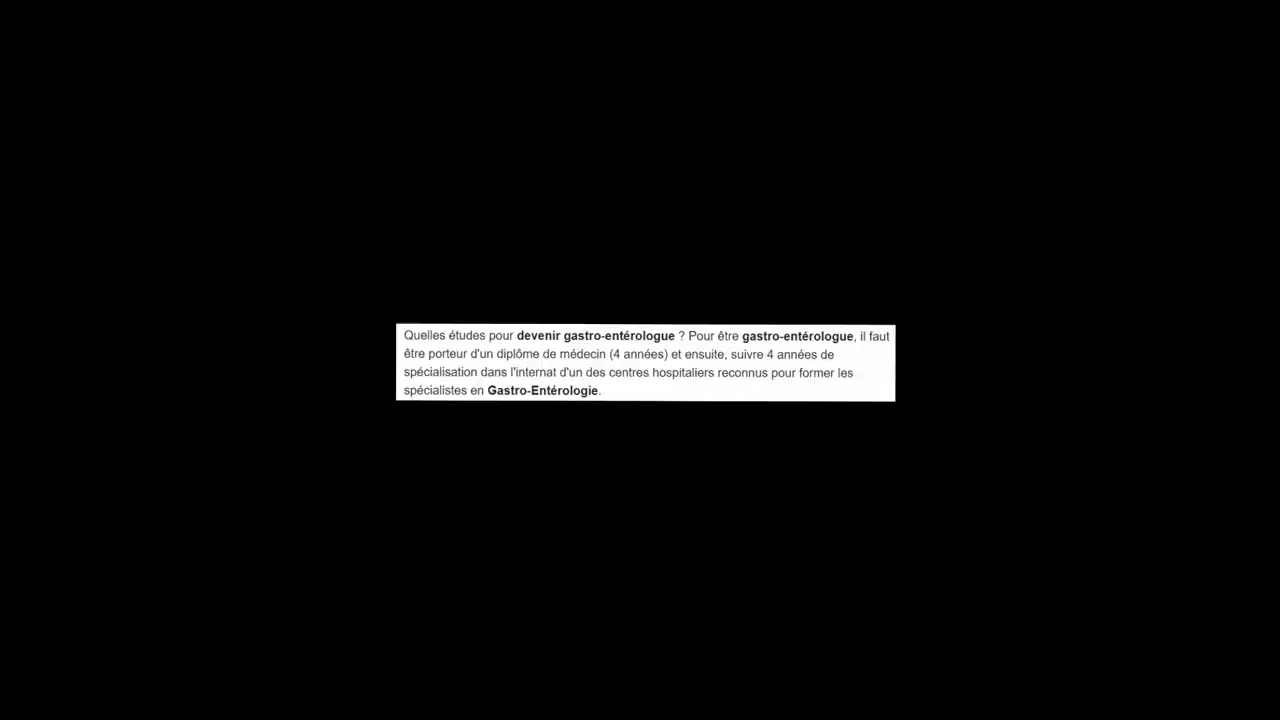 Quelles études pour devenir gastro-entérologue ? Pour être gastro-entérologue, il faut
être porteur d'un diplôme de médecin (4 années) et ensuite, suivre 4 années de
spécialisation dans l'internat d'un des centres hospitaliers reconnus pour former les
spécialistes en Gastro-Entérologie.